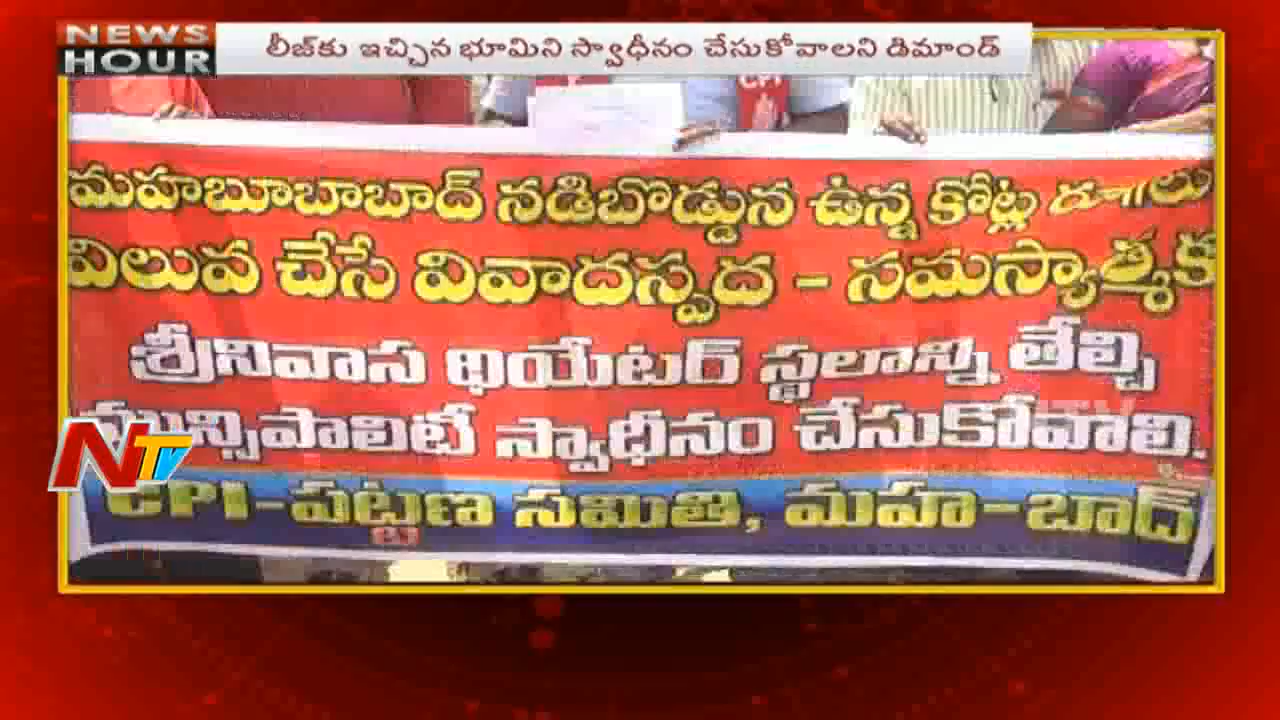 NEWS
HOUR
లీజ్‌కు ఇచ్చిన భూమిని స్వాధీనం చేసుకోవాలని డిమాండ్
CPI
మహబూబాబాద్ నడిబొడ్డున ఉన్న కోట్ల
విలువ చేసే వివాదస్పద - సమస్యాత్మక
శ్రీనివాస థియేటర్ స్థలాన్ని తేల్చి
మున్సిపాలిటీ స్వాధీనం చేసుకోవాలి.
NTV
CPI-పట్టణ సమితి, మహా-బాద్